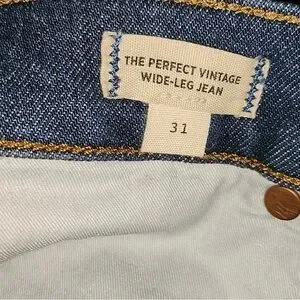 THE PERFECT VINTAGE
WIDE-LEG JEAN
31